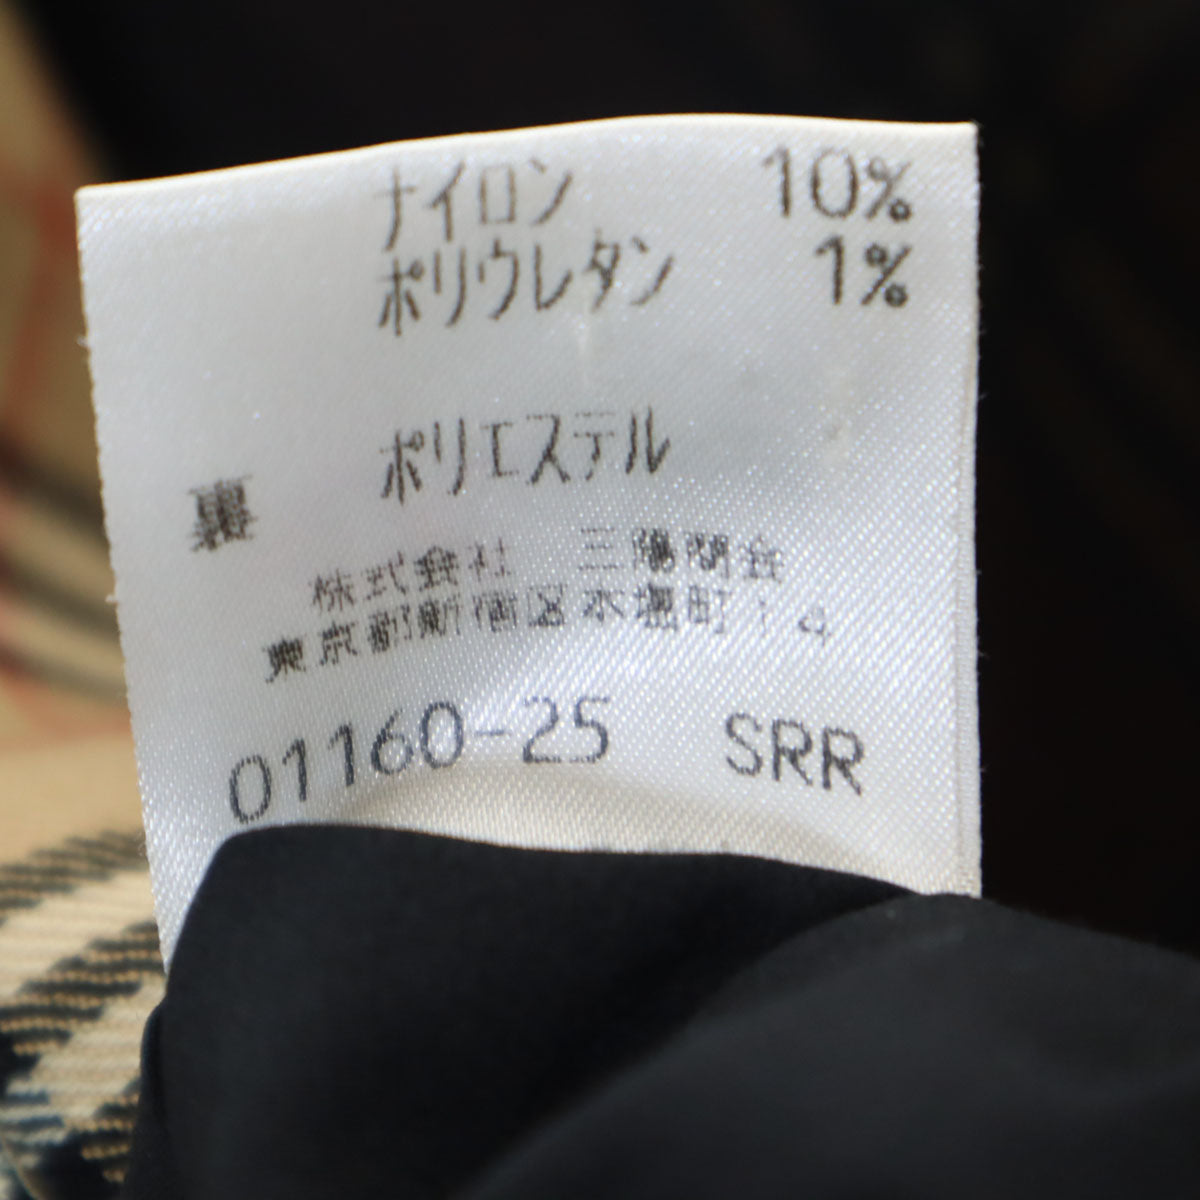 ナイロン 10%
ポリウレタン 1%
裏 ポリエステル
株式会社 三陽商会
東京都新宿区本塩町14
01160-25 SRR